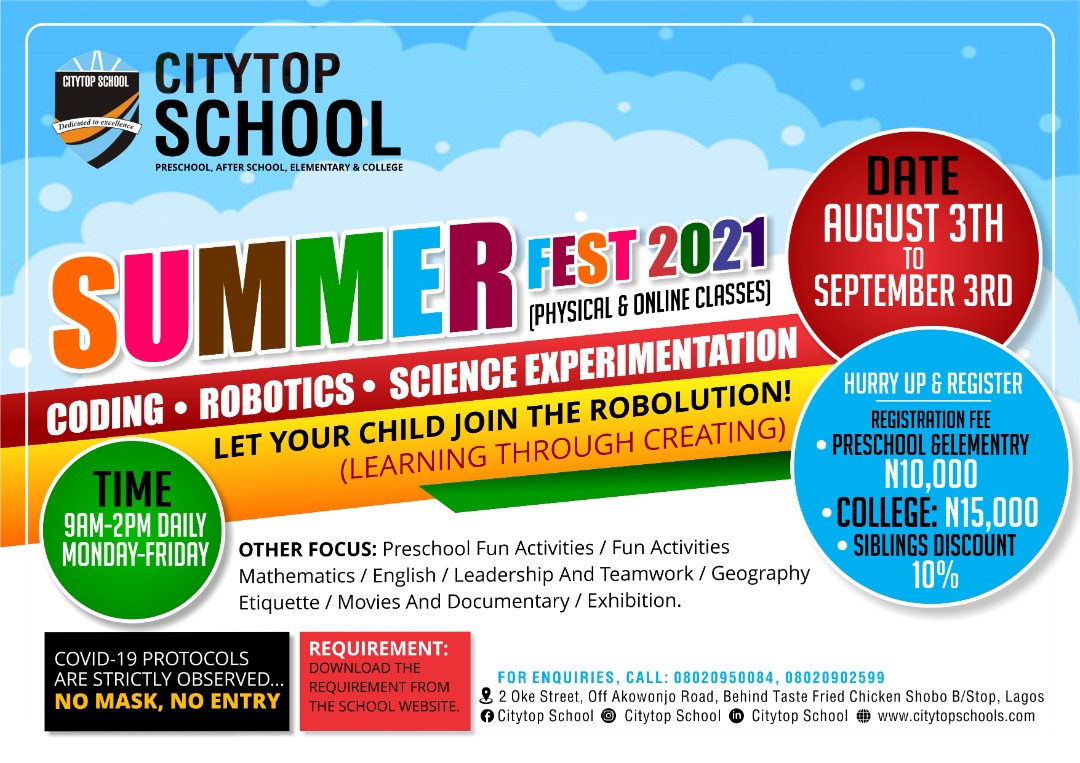 CITYTOP SCHOOL
Dedicated to excellence
CITYTOP
SCHOOL
PRESCHOOL, AFTER SCHOOL, ELEMENTARY & COLLEGE
SUMMER FEST 2021
(PHYSICAL & ONLINE CLASSES)
CODING • ROBOTICS • SCIENCE EXPERIMENTATION
LET YOUR CHILD JOIN THE ROBOLUTION!
(LEARNING THROUGH CREATING)
DATE
AUGUST 3TH
TO
SEPTEMBER 3RD
HURRY UP & REGISTER
REGISTRATION FEE
• PRESCHOOL &ELEMENTRY
N10,000
• COLLEGE: N15,000
• SIBLINGS DISCOUNT
10%
TIME
9AM-2PM DAILY
MONDAY-FRIDAY
OTHER FOCUS: Preschool Fun Activities / Fun Activities
Mathematics / English / Leadership And Teamwork / Geography
Etiquette / Movies And Documentary / Exhibition.
COVID-19 PROTOCOLS
ARE STRICTLY OBSERVED...
NO MASK, NO ENTRY
REQUIREMENT:
DOWNLOAD THE
REQUIREMENT FROM
THE SCHOOL WEBSITE.
FOR ENQUIRIES, CALL: 08020950084, 08020902599
2 Oke Street, Off Akowonjo Road, Behind Taste Fried Chicken Shobo B/Stop, Lagos
Citytop School Citytop School Citytop School www.citytopschools.com